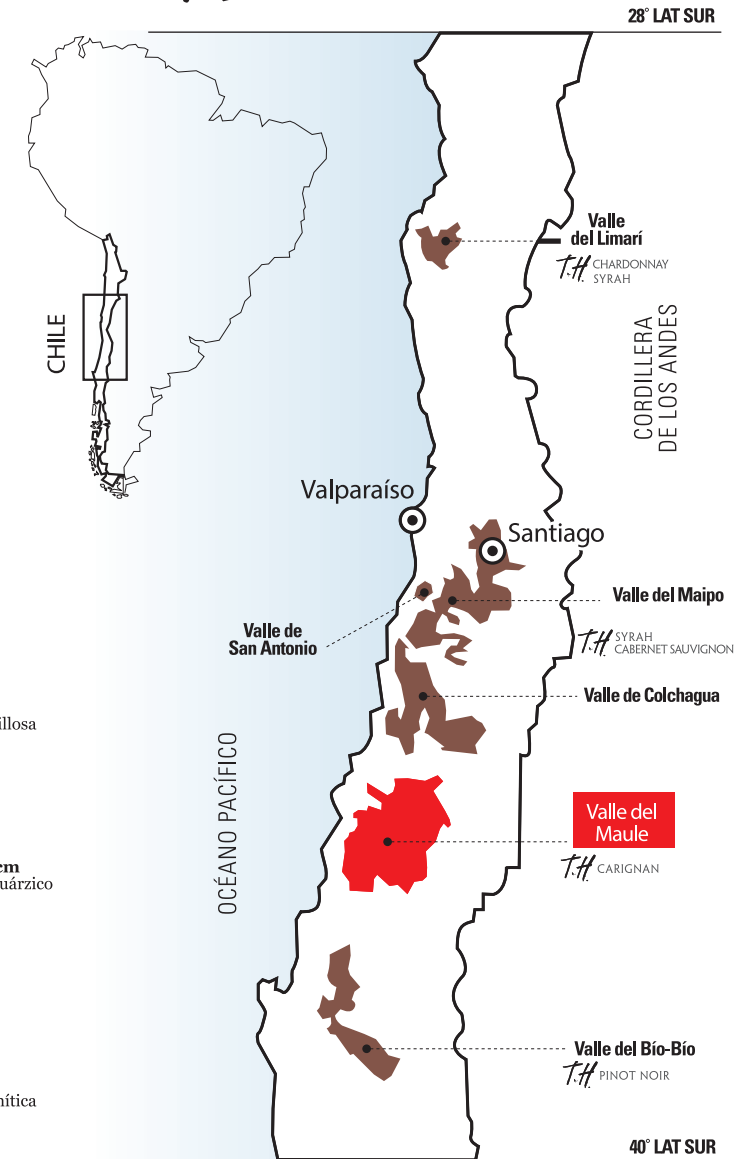 28° LAT SUR
Valle
del Limarí
T.H. CHARDONNAY
SYRAH
CHILE
CORDILLERA
DE LOS ANDES
Valparaíso
Santiago
Valle del Maipo
Valle de
San Antonio
T.H. SYRAH
CABERNET SAUVIGNON
Valle de Colchagua
illosa
OCÉANO PACÍFICO
Valle del
Maule
cm
T.H. CARIGNAN
uárzico
Valle del Bío-Bío
T.H. PINOT NOIR
nítica
40° LAT SUR